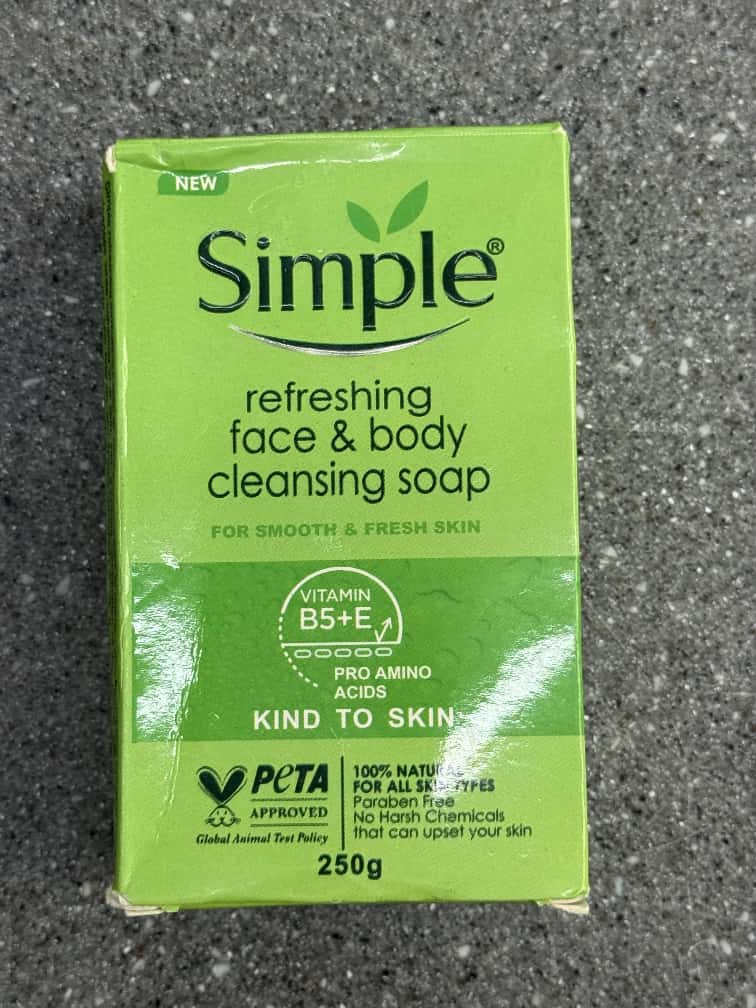 NEW
Simple®
refreshing
face & body
cleansing soap
FOR SMOOTH & FRESH SKIN
VITAMIN
B5+E
PRO AMINO
ACIDS
KIND TO SKIN
PETA
APPROVED
Global Animal Test Policy
100% NATURAL
FOR ALL SKIN TYPES
Paraben Free
No Harsh Chemicals
that can upset your skin
250g